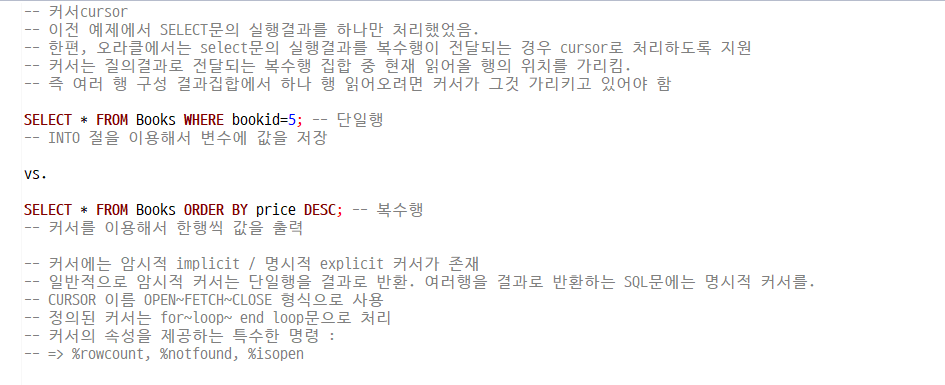 -- 커서cursor
-- 이전 예제에서 SELECT문의 실행결과를 하나만 처리했었음.
-- 한편, 오라클에서는 select문의 실행결과를 복수행이 전달되는 경우 cursor로 처리하도록 지원
-- 커서는 질의결과로 전달되는 복수행 집합 중 현재 읽어올 행의 위치를 가리킴.
-- 즉 여러 행 구성 결과집합에서 하나 행 읽어오려면 커서가 그것 가리키고 있어야 함
SELECT * FROM Books WHERE bookid=5; -- 단일행
-- INTO 절을 이용해서 변수에 값을 저장
vs.
SELECT * FROM Books ORDER BY price DESC; -- 복수행
-- 커서를 이용해서 한행씩 값을 출력
-- 커서에는 암시적 implicit / 명시적 explicit 커서가 존재
-- 일반적으로 암시적 커서는 단일행을 결과로 반환. 여러행을 결과로 반환하는 SQL문에는 명시적 커서를.
-- CURSOR 이름 OPEN~FETCH~CLOSE 형식으로 사용
-- 정의된 커서는 for~loop~ end loop문으로 처리
-- 커서의 속성을 제공하는 특수한 명령 :
-- => %rowcount, %notfound, %isopen